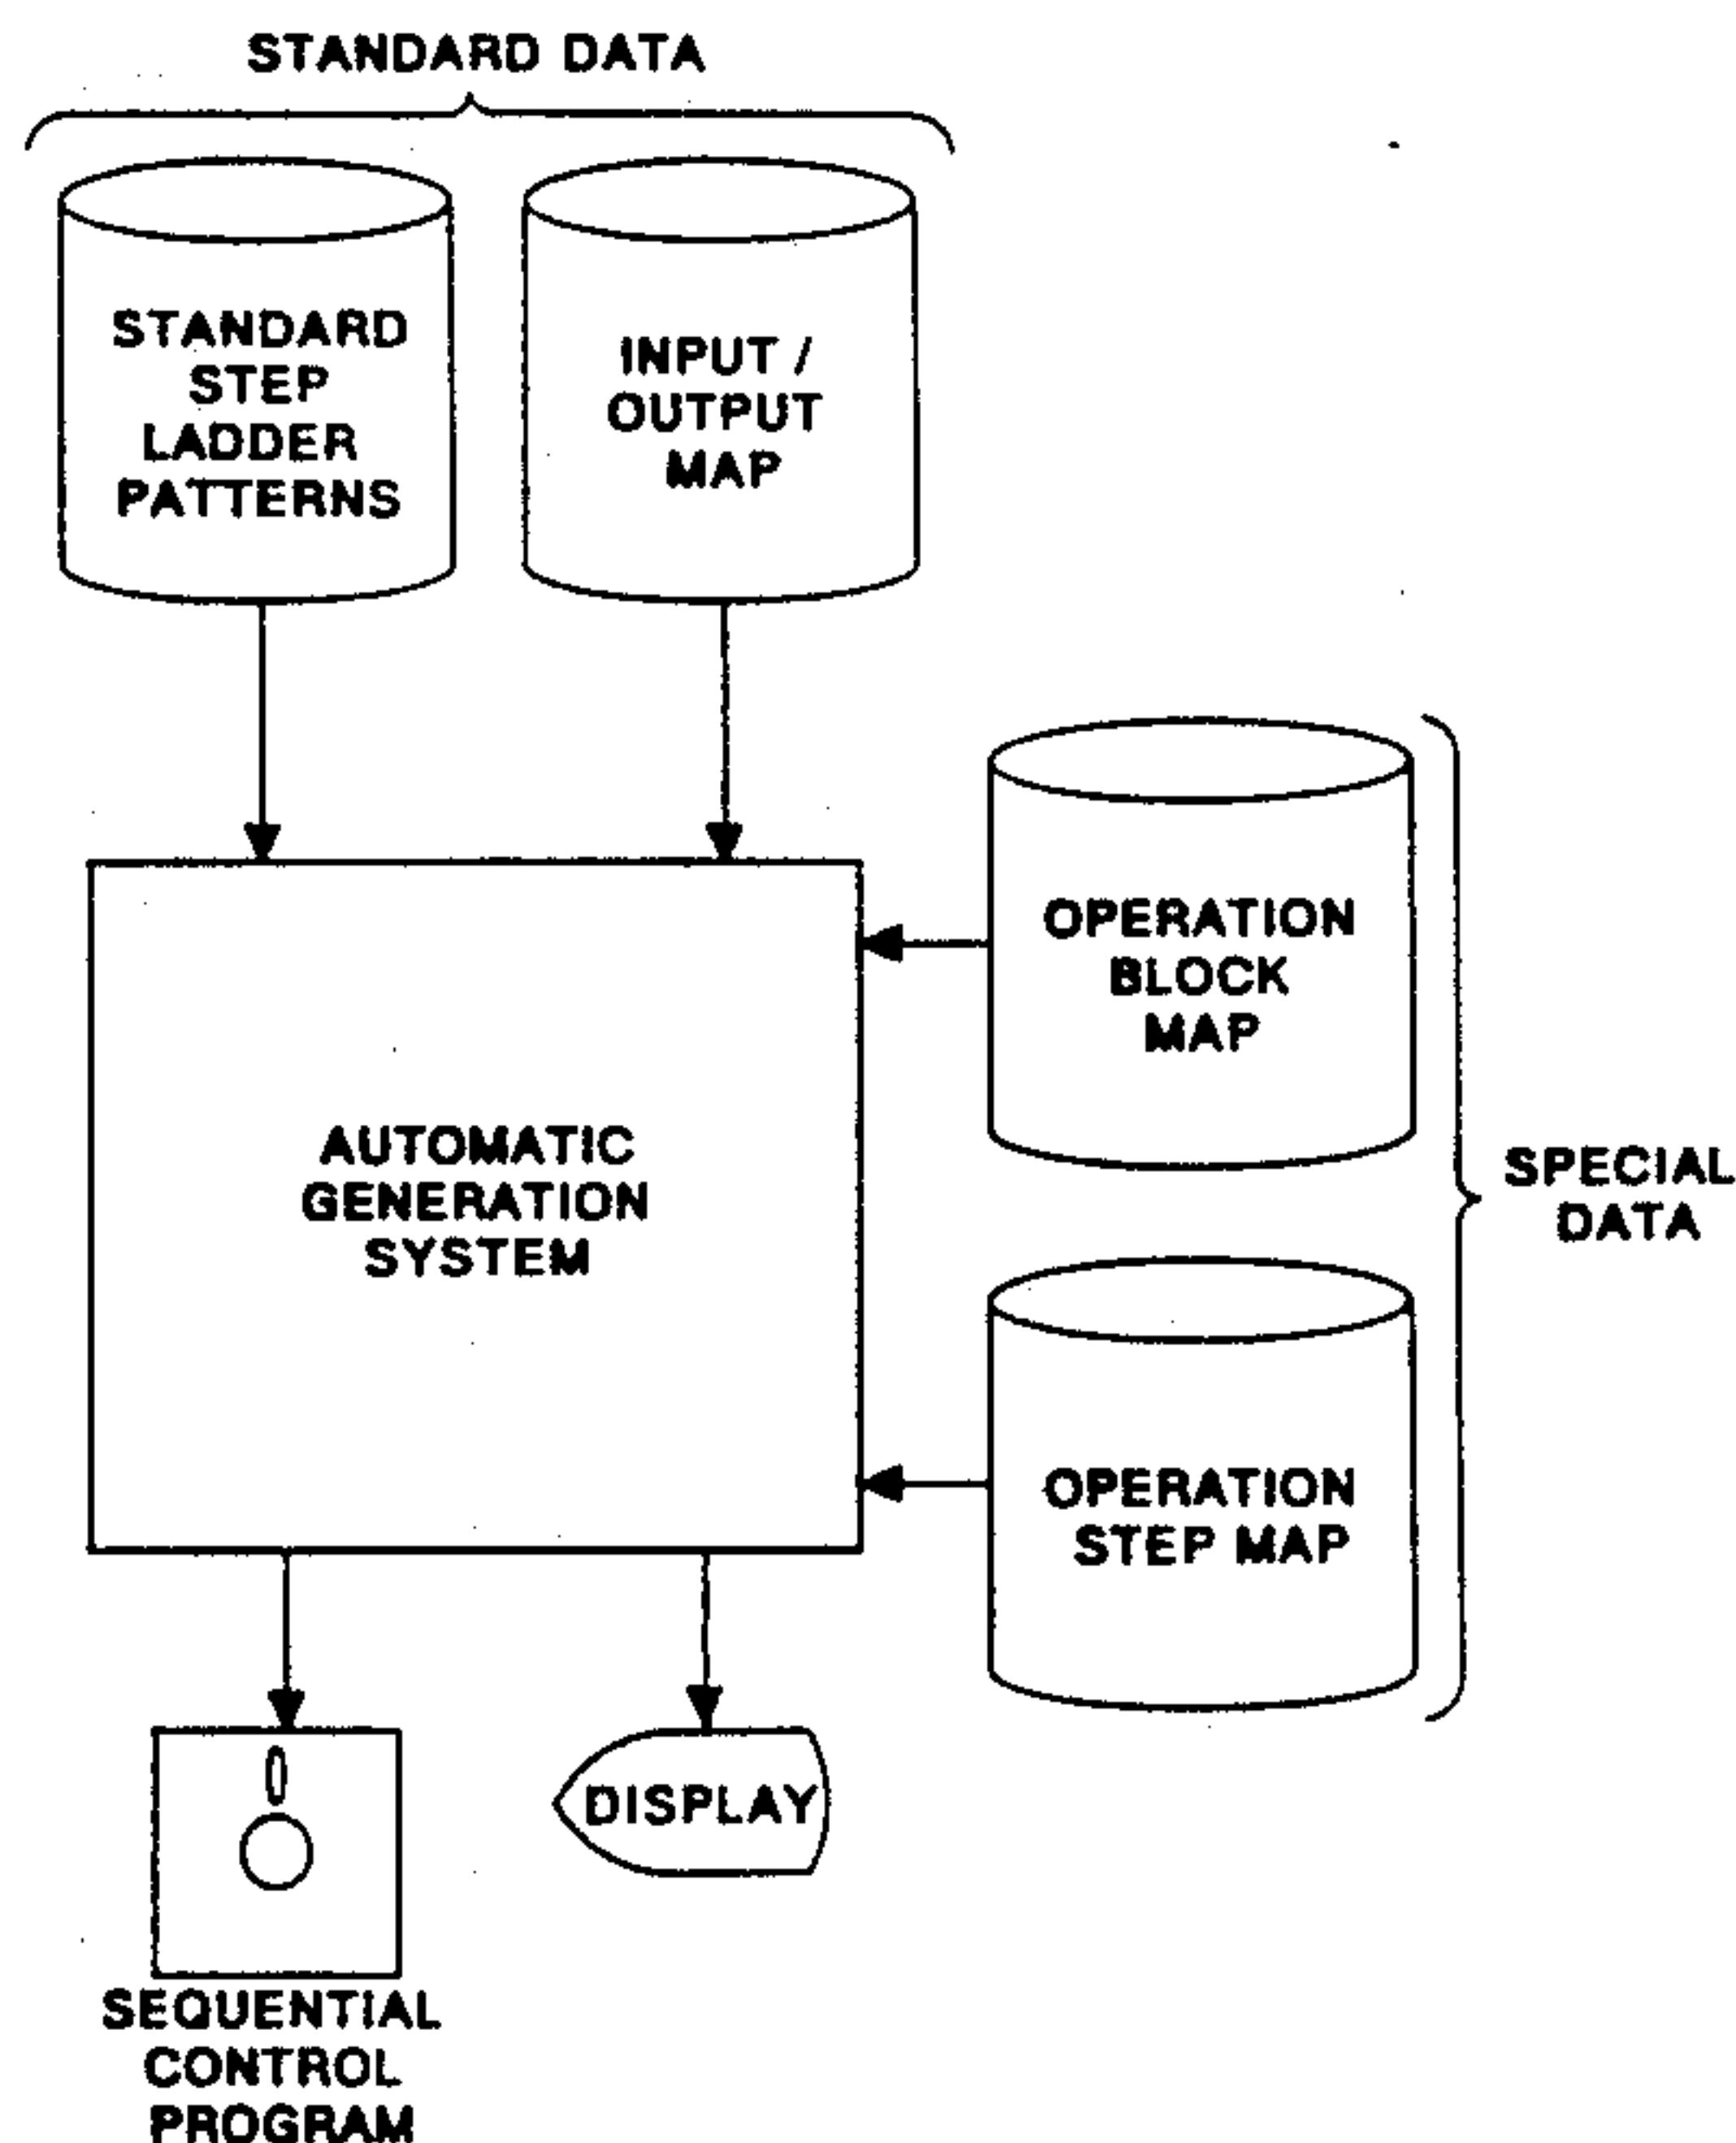 STANDARD DATA
STANDARD
STEP
LADDER
PATTERNS
INPUT /
OUTPUT
MAP
OPERATION
BLOCK
MAP
AUTOMATIC
GENERATION
SYSTEM
SPECIAL
DATA
OPERATION
STEP MAP
DISPLAY
SEQUENTIAL
CONTROL
PROGRAM